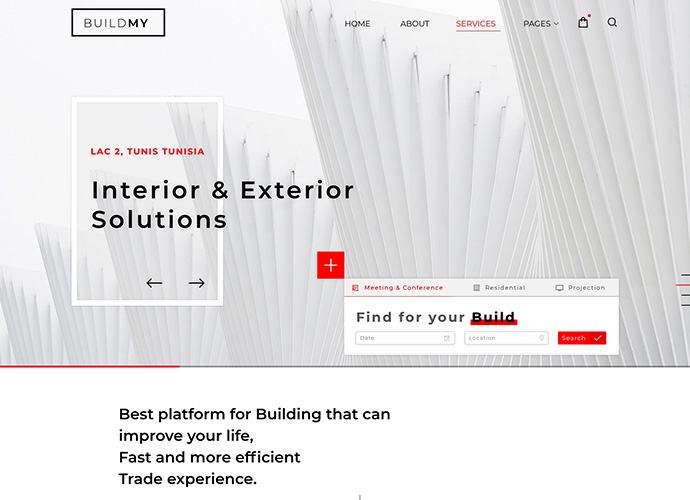 BUILDMY
HOME
ABOUT
SERVICES
PAGES
LAC 2, TUNIS TUNISIA
Interior & Exterior
Solutions
Meeting & Conference
Residential
Projection
Find for your Build
Date
Location
Search
Best platform for Building that can
improve your life,
Fast and more efficient
Trade experience.